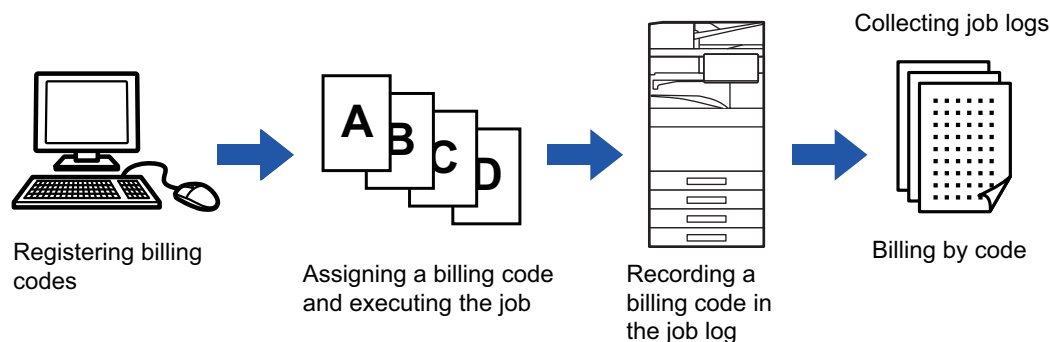 Collecting job logs
A
B
C
D
Registering billing
codes
Assigning a billing code
and executing the job
Recording a
billing code in
the job log
Billing by code